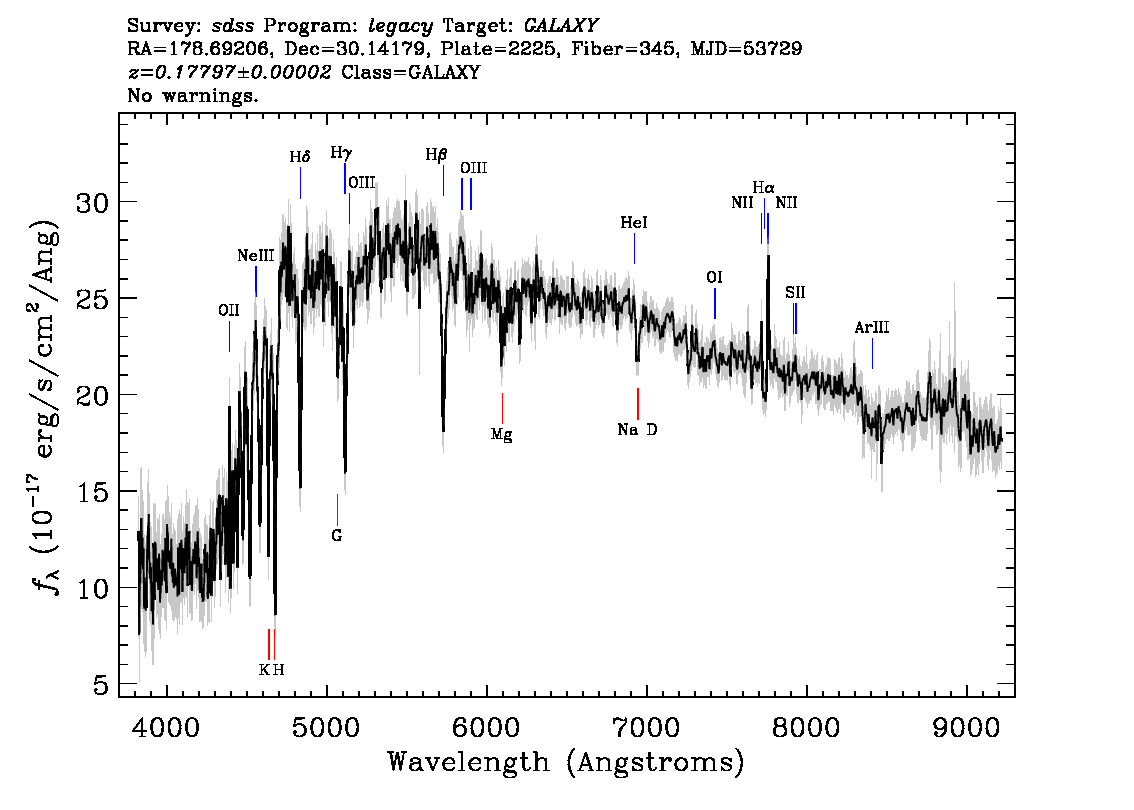 Survey: sdss Program: legacy Target: GALAXY
RA=178.69206, Dec=30.14179, Plate=2225, Fiber=345, MJD=53729
z=0.17797±0.00002 Class=GALAXY
No warnings.
Hδ Hγ Hβ
OIII OIII
Hα
NII NII
HeI
NeIII
OI
SII
OII
ArIII
Mg
Na D
G
K H
30
25
20
15
10
5
4000 5000 6000 7000 8000 9000
Wavelength (Angstroms)
f_λ (10⁻¹⁷ erg/s/cm²/Ang)